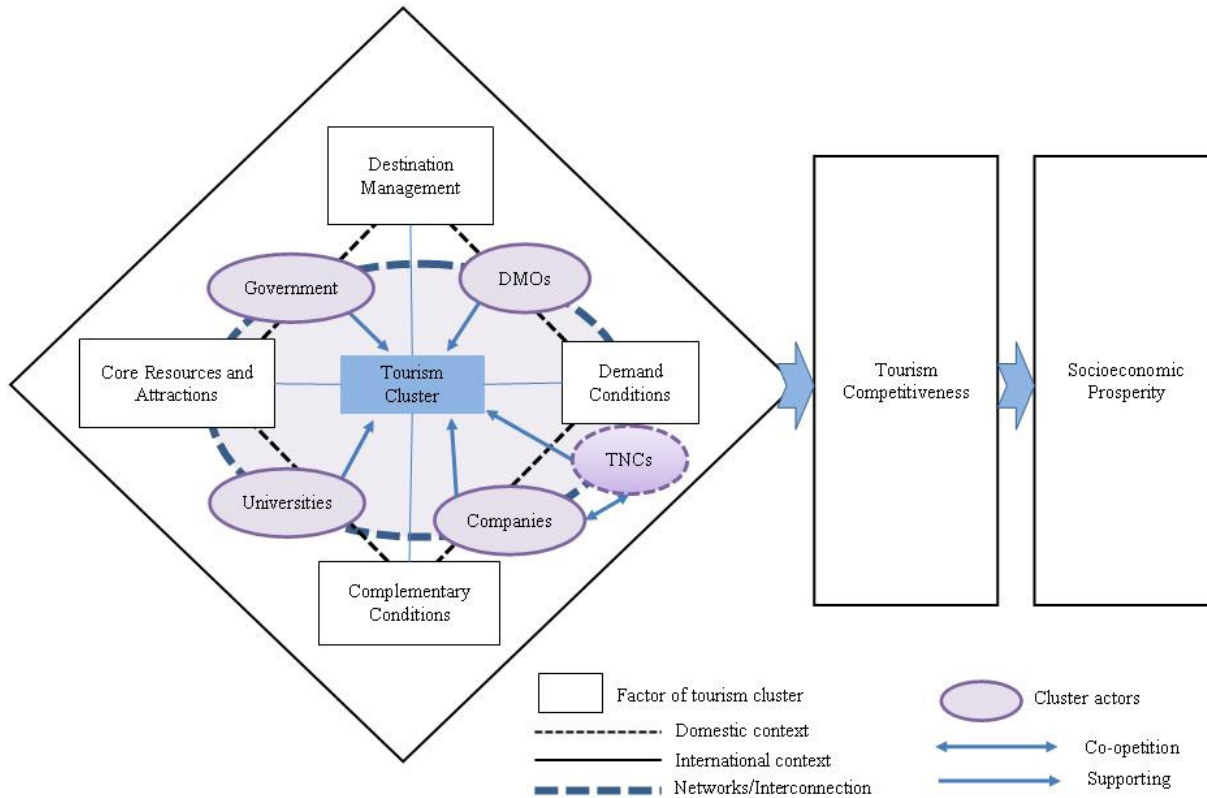 Destination
Management
Government
DMOs
Core Resources and
Attractions
Tourism
Cluster
Demand
Conditions
TNCs
Universities
Companies
Complementary
Conditions
Tourism
Competitiveness
Socioeconomic
Prosperity
Factor of tourism cluster
Domestic context
International context
Networks/Interconnection
Cluster actors
Co-opetition
Supporting